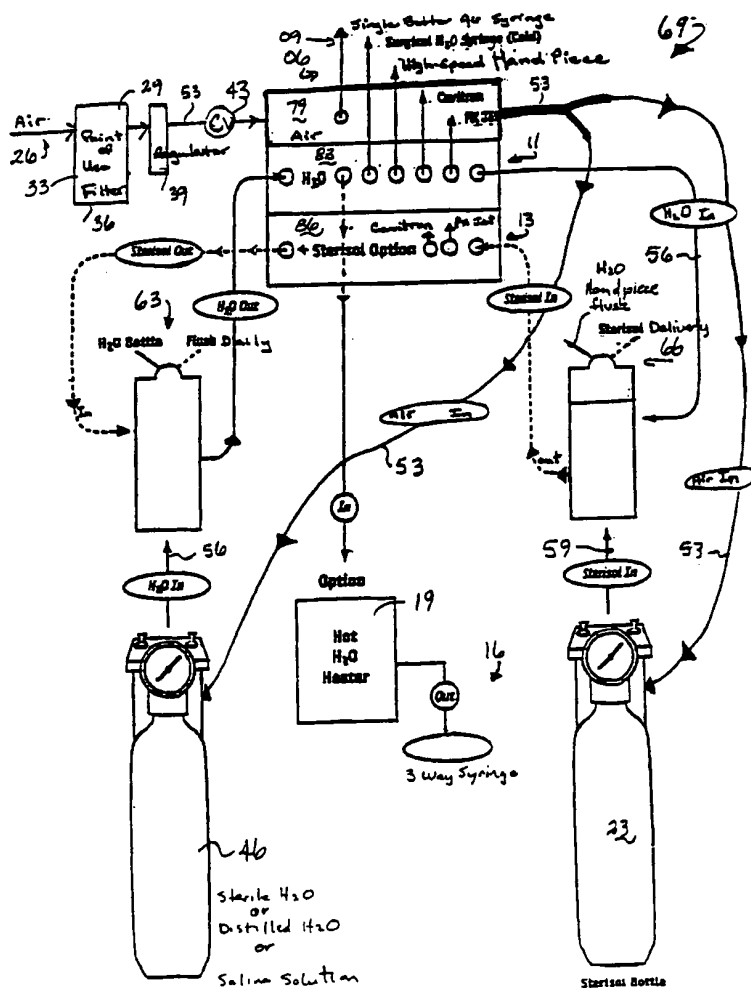 Single Button Air Syringe
Surgical H₂O Syringe (Cold)
High-Speed Hand Piece
Cavitron
PH Jet
09
06
69
Air
26
33
29
Point
of
Use
Filter
36
53
Regulator
39
43
CV
79
Air
53
11
83
H₂O
86
Sterisol Option
Cavitron
PH Jet
13
Sterisol Out
H₂O Out
Sterisol In
H₂O In
56
63
H₂O Bottle
Flush Daily
In
H₂O
Handpiece
flush
Sterisol Delivery
66
out
Air In
53
Air In
53
In
56
H₂O In
59
Sterisol In
Option
19
Hot
H₂O
Heater
16
Out
3 Way Syringe
46
23
Sterile H₂O
or
Distilled H₂O
or
Saline Solution
Sterisol Bottle